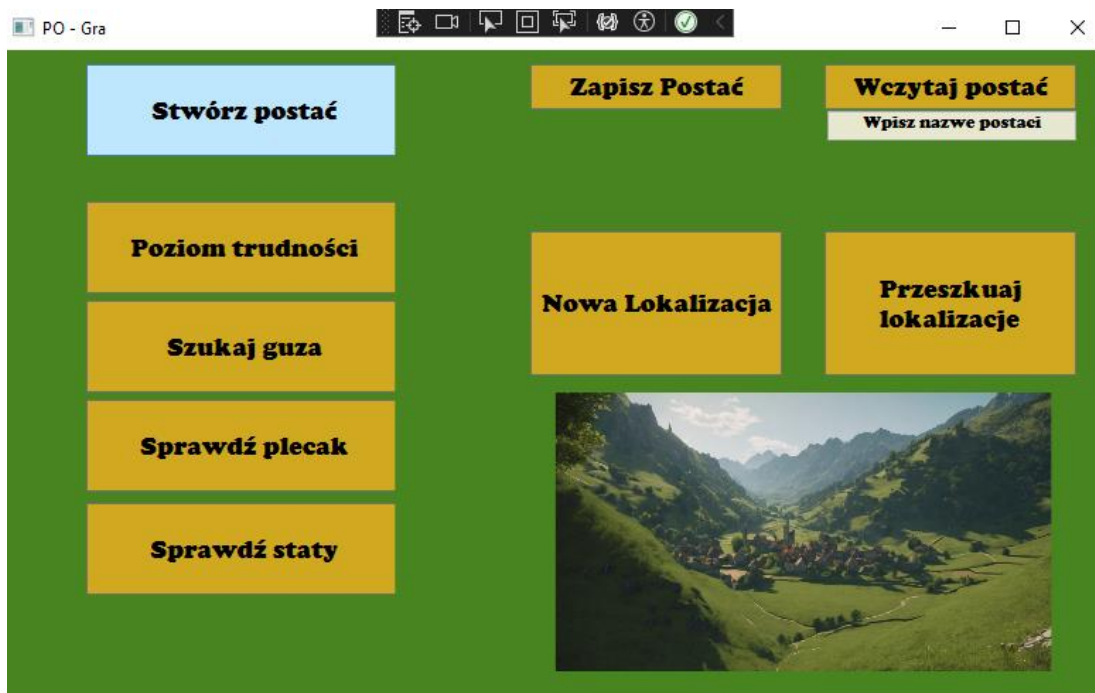 PO - Gra
Stwórz postać
Zapisz Postać
Wczytaj postać
Wpisz nazwe postaci
Poziom trudności
Nowa Lokalizacja
Przeszkuaj
lokalizacje
Szukaj guza
Sprawdź plecak
Sprawdź staty